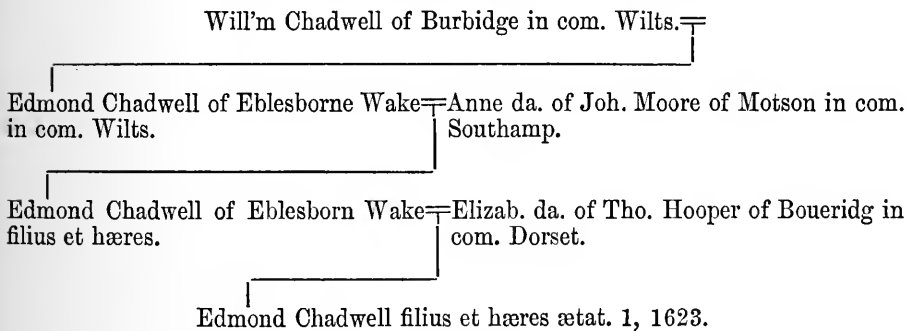 Will'm Chadwell of Burbidge in com. Wilts.
Edmond Chadwell of Eblesborne Wake
in com. Wilts.
Anne da. of Joh. Moore of Motson in com.
Southamp.
Edmond Chadwell of Eblesborn Wake
filius et hæres.
Elizab. da. of Tho. Hooper of Boueridg in
com. Dorset.
Edmond Chadwell filius et hæres ætat. 1, 1623.